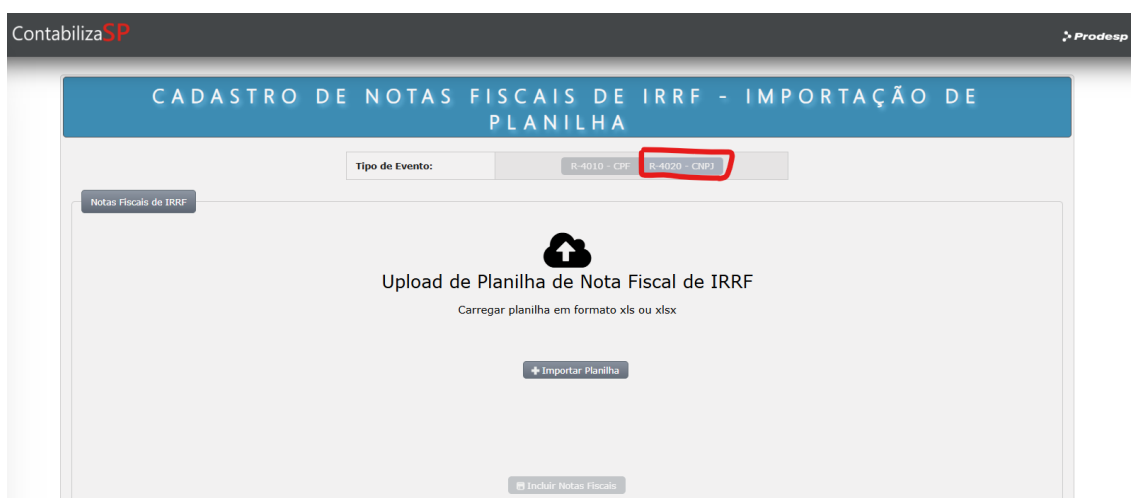 ContabilizaSP
Prodesp
CADASTRO DE NOTAS FISCAIS DE IRRF - IMPORTAÇÃO DE
PLANILHA
Tipo de Evento: R-4010 - CPF R-4020 - CNPJ
Notas Fiscais de IRRF
Upload de Planilha de Nota Fiscal de IRRF
Carregar planilha em formato xls ou xlsx
Importar Planilha
Incluir Notas Fiscais